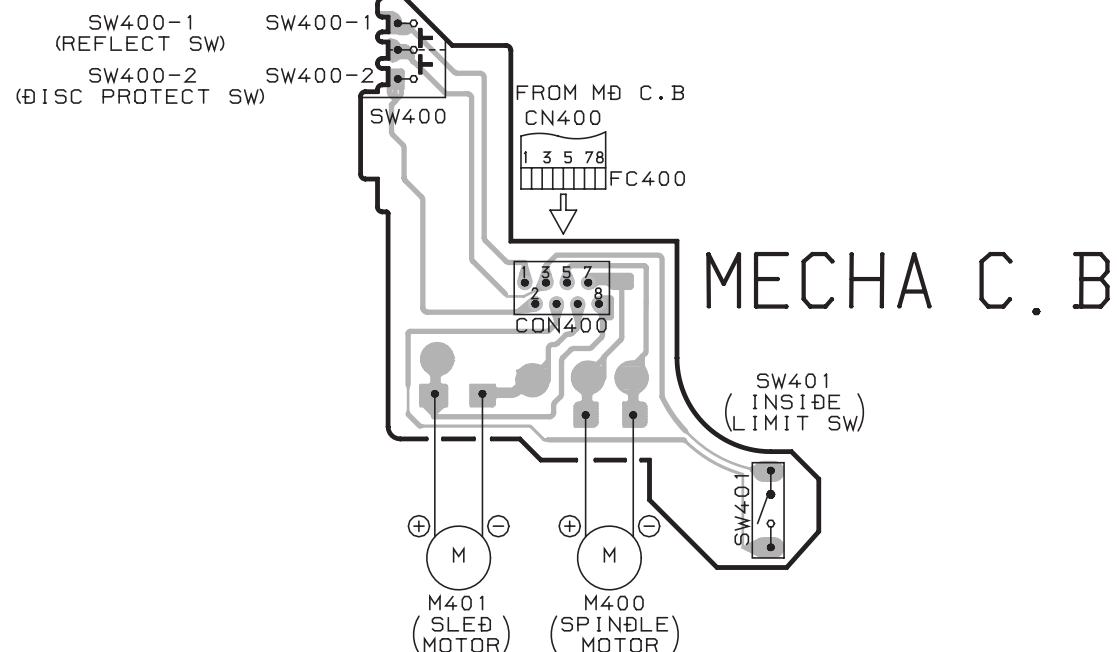 SW400-1
(REFLECT SW)
SW400-1
SW400-2
(DISC PROTECT SW)
SW400-2
SW400
FROM MD C.B
CN400
1 3 5 78
FC400
1 3 5 7
2 8
CON400
MECHA C.B
SW401
(INSIDE
LIMIT SW)
SW401
+ −
M
M401
(SLED
MOTOR)
+ −
M
M400
(SPINDLE
MOTOR)